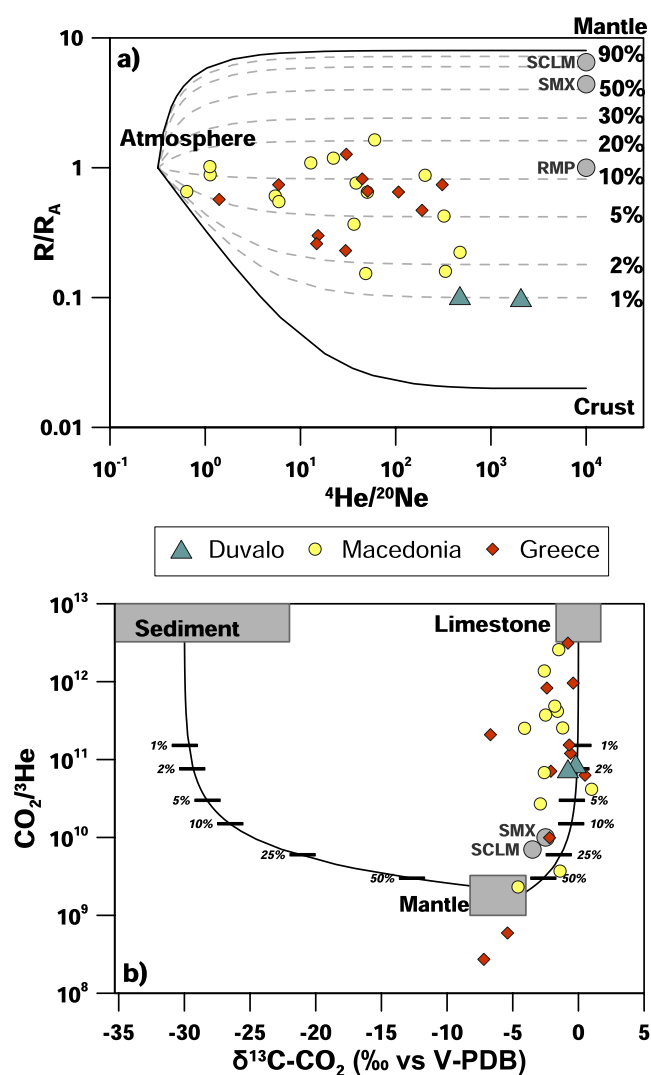 Mantle
10
a)
90%
SCLM
SMX
50%
30%
Atmosphere
20%
1
RMP
10%
R/R_A
5%
2%
0.1
1%
Crust
0.01
10⁻¹ 10⁰ 10¹ 10² 10³ 10⁴
⁴He/²⁰Ne
Duvalo Macedonia Greece
10¹³
Sediment Limestone
10¹²
10¹¹
1% 1%
2% 2%
CO₂/³He
5% 5%
10% 10%
10¹⁰
SMX
SCLM
25% 25%
50% 50%
Mantle
10⁹
b)
10⁸
-35 -30 -25 -20 -15 -10 -5 0 5
δ¹³C-CO₂ (‰ vs V-PDB)